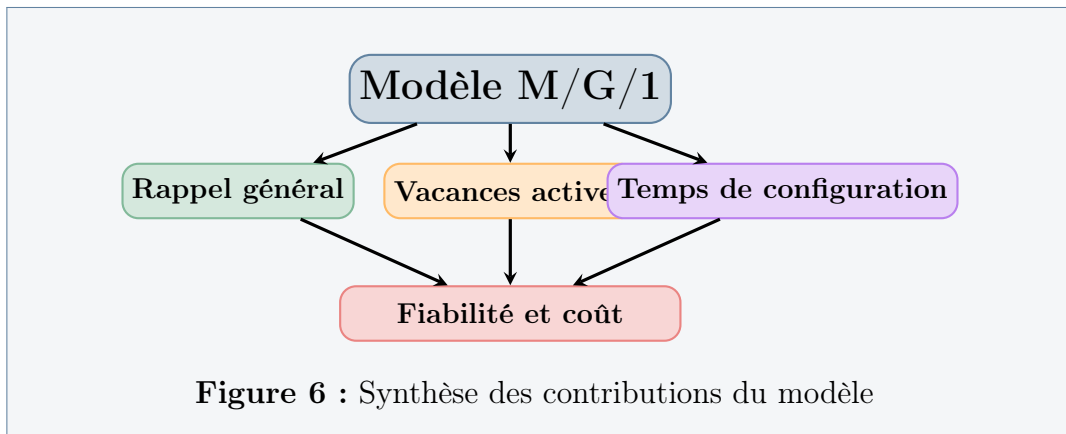 Modèle M/G/1
Rappel général
Vacances active
Temps de configuration
Fiabilité et coût
Figure 6 : Synthèse des contributions du modèle